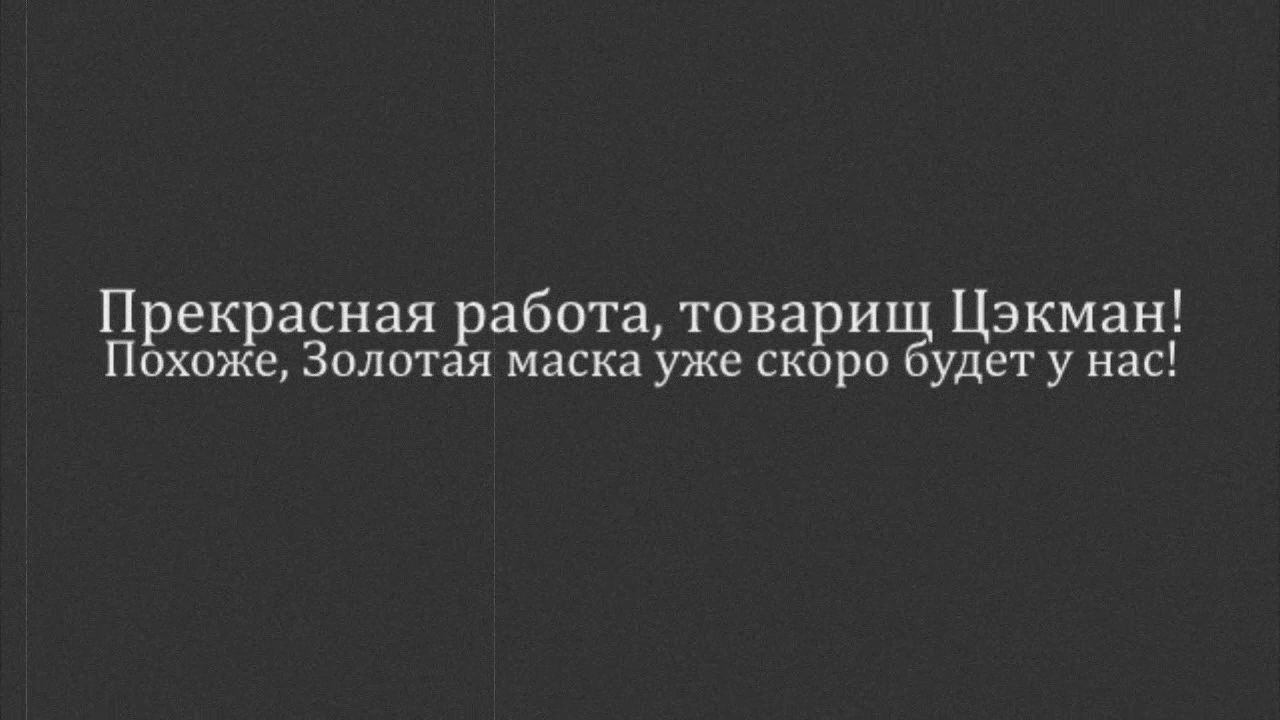 Прекрасная работа, товарищ Цэкман!
Похоже, Золотая маска уже скоро будет у нас!